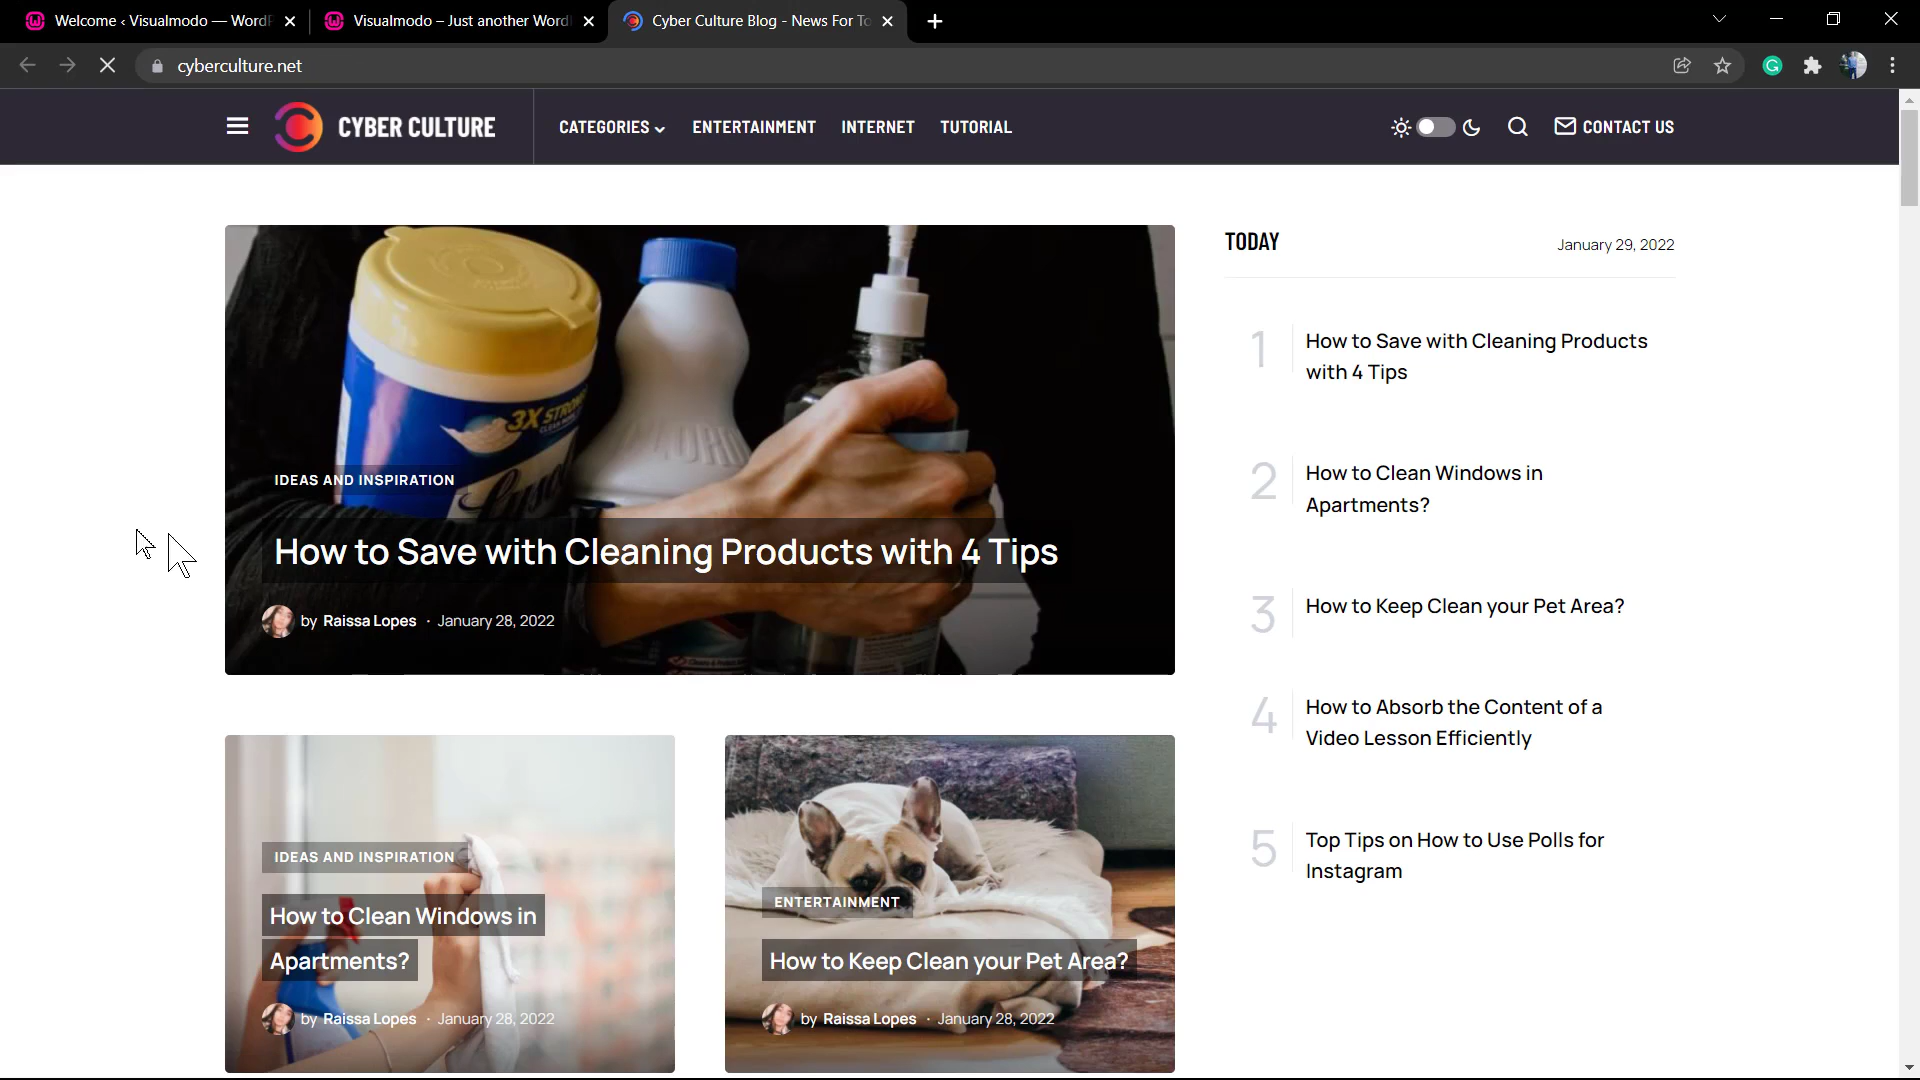 Welcome ‹ Visualmodo — WordP
Visualmodo – Just another Word
Cyber Culture Blog - News For To
cyberculture.net
CYBER CULTURE
CATEGORIES
ENTERTAINMENT
INTERNET
TUTORIAL
CONTACT US
3X STRONG
Lysol
IDEAS AND INSPIRATION
How to Save with Cleaning Products with 4 Tips
by Raissa Lopes · January 28, 2022
IDEAS AND INSPIRATION
How to Clean Windows in
Apartments?
by Raissa Lopes · January 28, 2022
ENTERTAINMENT
How to Keep Clean your Pet Area?
by Raissa Lopes · January 28, 2022
TODAY
January 29, 2022
1
How to Save with Cleaning Products
with 4 Tips
2
How to Clean Windows in
Apartments?
3
How to Keep Clean your Pet Area?
4
How to Absorb the Content of a
Video Lesson Efficiently
5
Top Tips on How to Use Polls for
Instagram